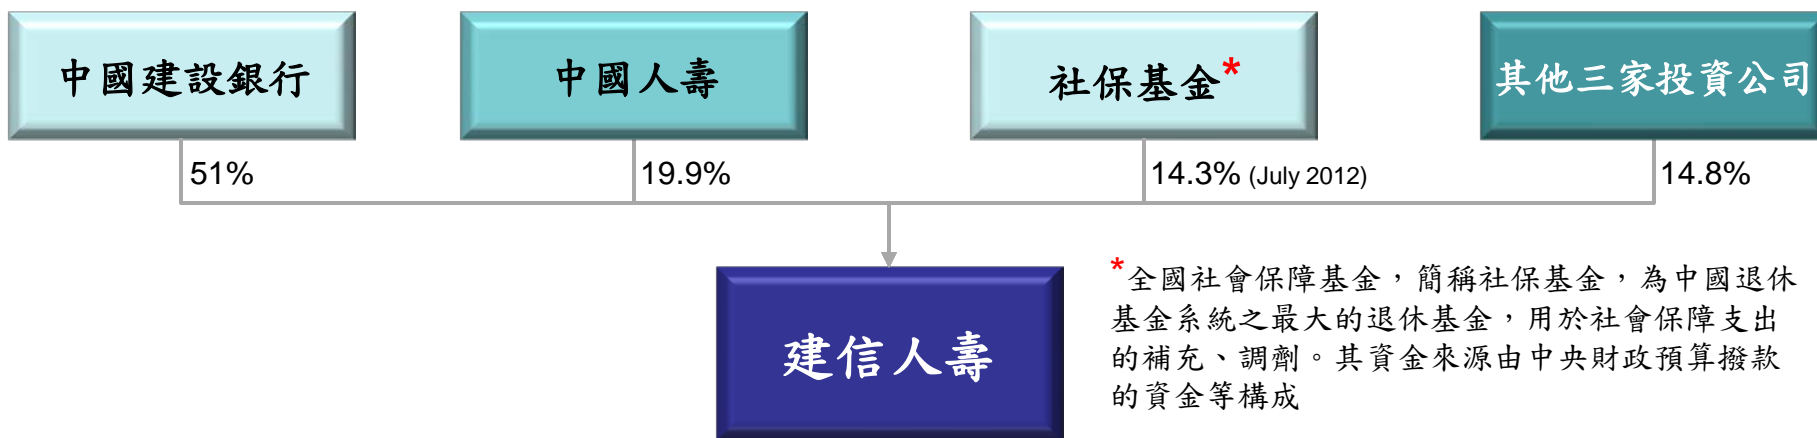 中國建設銀行
中國人壽
社保基金*
其他三家投資公司
51%
19.9%
14.3% (July 2012)
14.8%
建信人壽
*全國社會保障基金，簡稱社保基金，為中國退休
基金系統之最大的退休基金，用於社會保障支出
的補充、調劑。其資金來源由中央財政預算撥款
的資金等構成